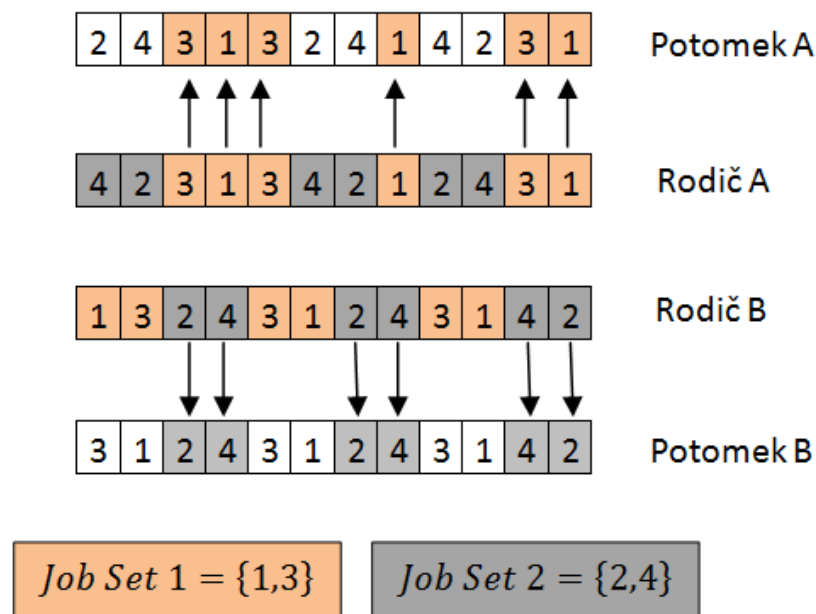 2 4 3 1 3 2 4 1 4 2 3 1 Potomek A
4 2 3 1 3 4 2 1 2 4 3 1 Rodič A
1 3 2 4 3 1 2 4 3 1 4 2 Rodič B
3 1 2 4 3 1 2 4 3 1 4 2 Potomek B
Job Set 1 = {1,3} Job Set 2 = {2,4}